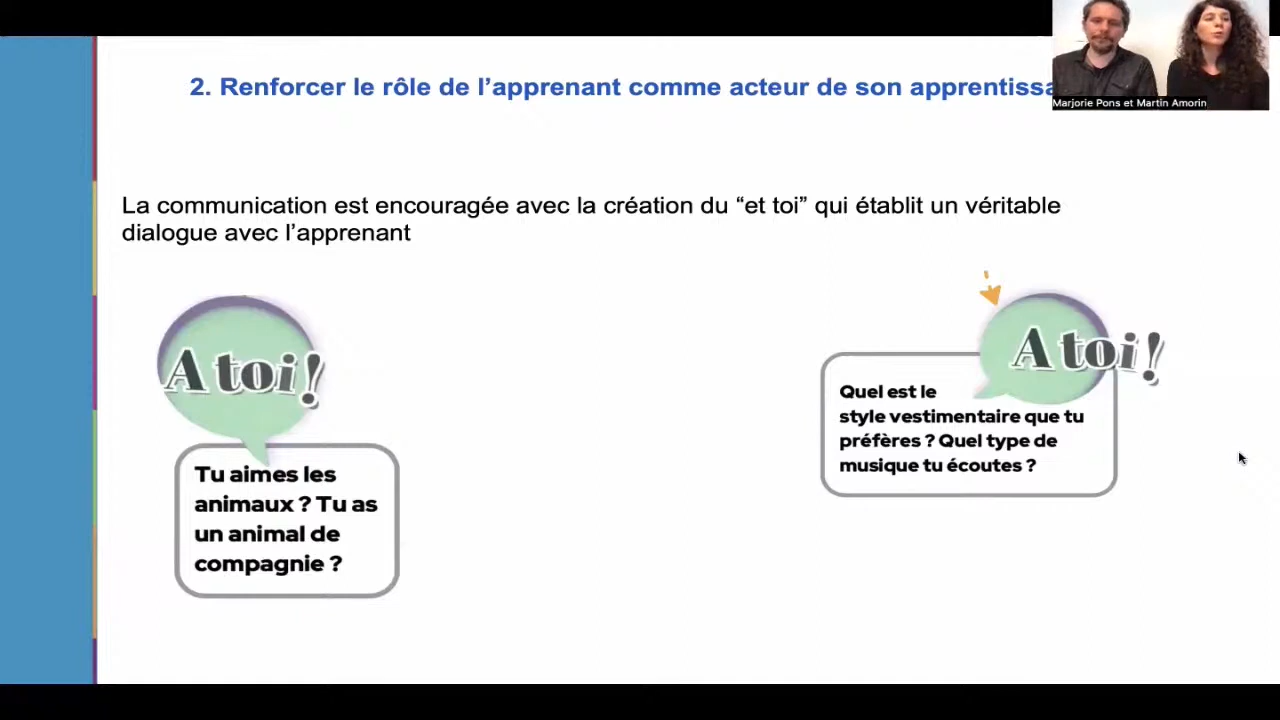 2. Renforcer le rôle de l’apprenant comme acteur de son apprentissa
Marjorie Pons et Martin Amorin
La communication est encouragée avec la création du “et toi” qui établit un véritable
dialogue avec l’apprenant
A toi!
Tu aimes les
animaux ? Tu as
un animal de
compagnie ?
A toi!
Quel est le
style vestimentaire que tu
préfères ? Quel type de
musique tu écoutes ?